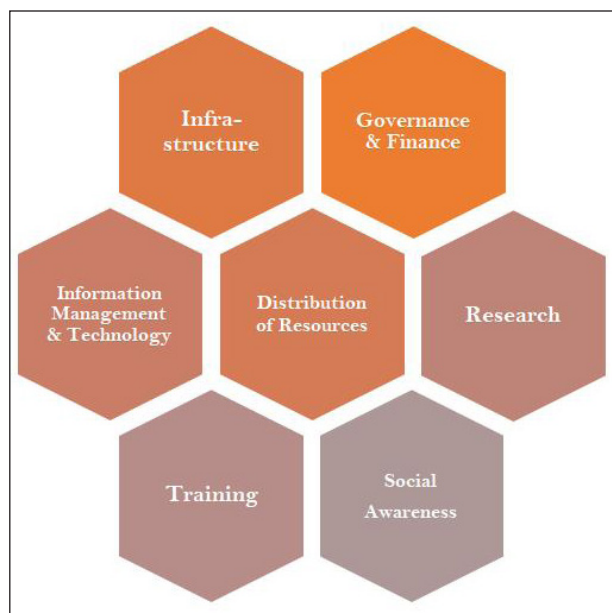 Infra-
structure
Governance
& Finance
Information
Management
& Technology
Distribution
of Resources
Research
Training
Social
Awareness